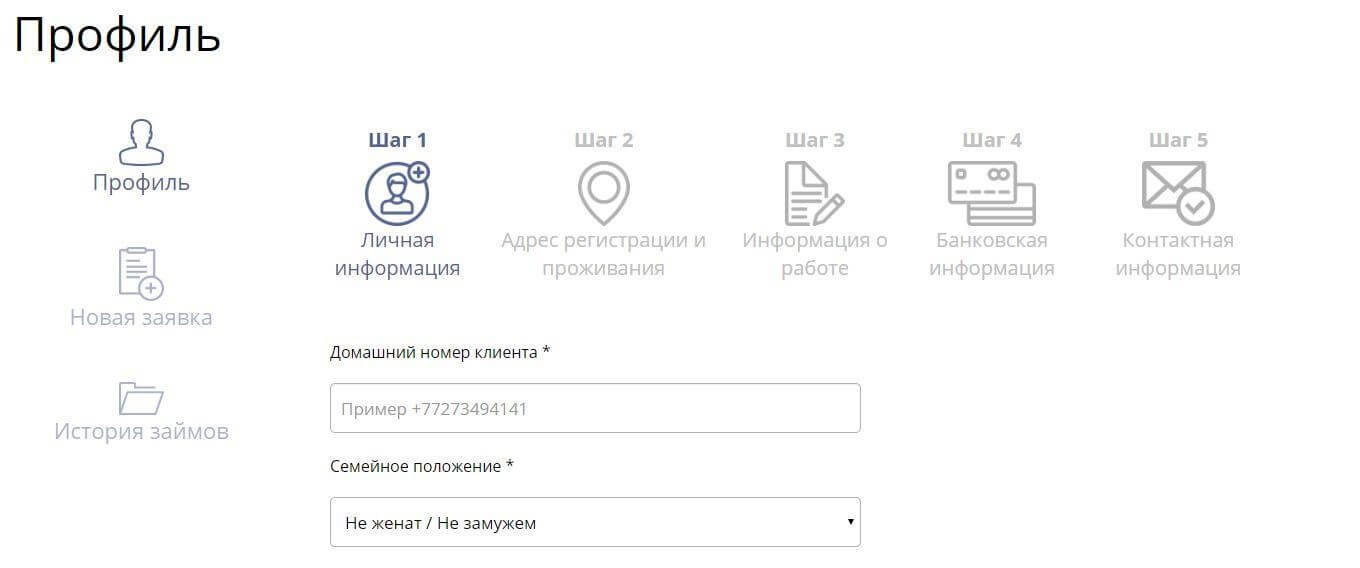 Профиль
Профиль
Новая заявка
История займов
Шаг 1
Личная
информация
Шаг 2
Адрес регистрации и
проживания
Шаг 3
Информация о
работе
Шаг 4
Банковская
информация
Шаг 5
Контактная
информация
Домашний номер клиента *
Пример +77273494141
Семейное положение *
Не женат / Не замужем